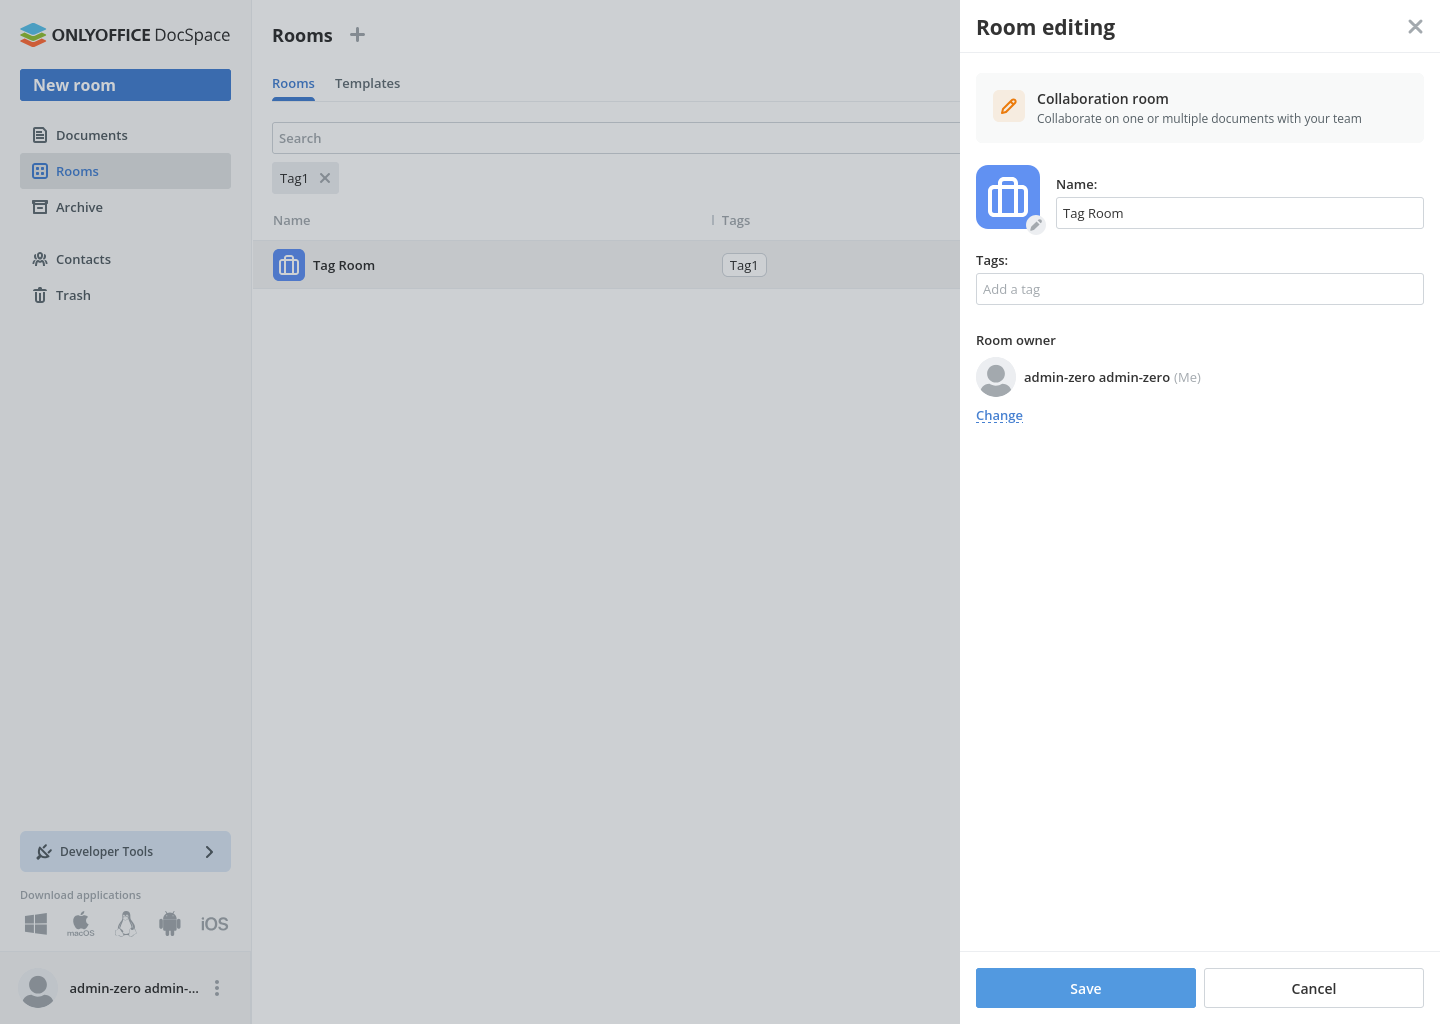 ONLYOFFICE DocSpace
New room
Documents
Rooms
Archive
Contacts
Trash
Developer Tools
Download applications
macOS
iOS
admin-zero admin-...
Rooms
Rooms Templates
Search
Tag1
Name Tags
Tag Room Tag1
Room editing
Collaboration room
Collaborate on one or multiple documents with your team
Name:
Tag Room
Tags:
Add a tag
Room owner
admin-zero admin-zero (Me)
Change
Save Cancel